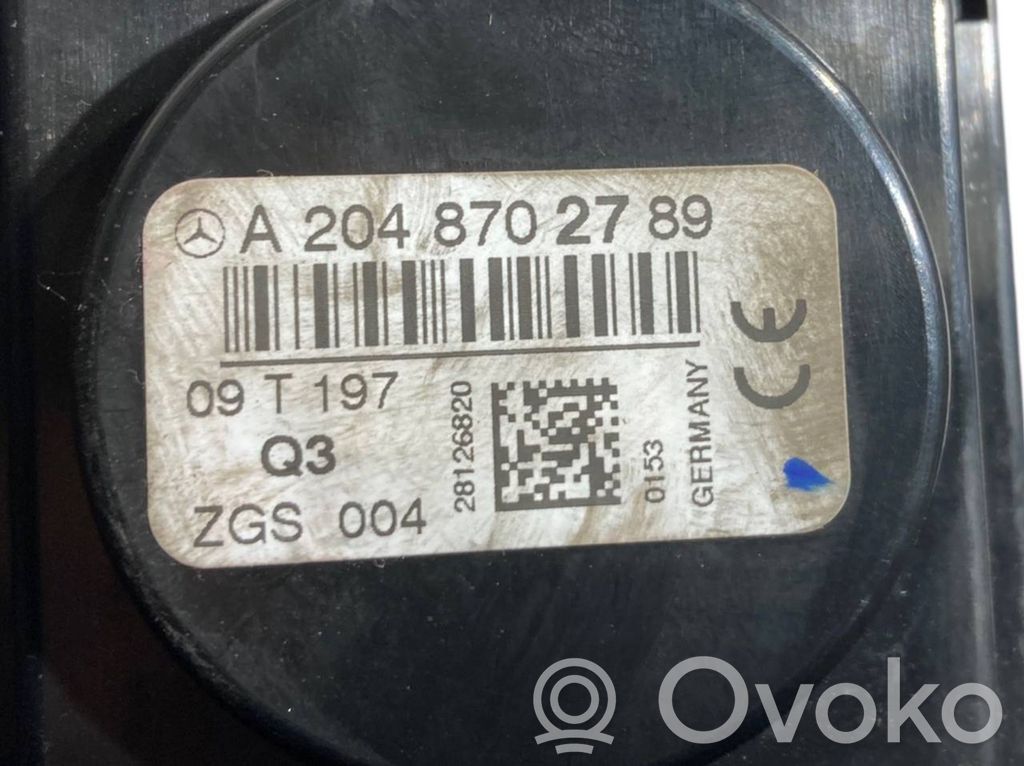 A 204 870 27 89
09 T 197
Q3
ZGS 004
28126820
0153
GERMANY
CE
Ovoko